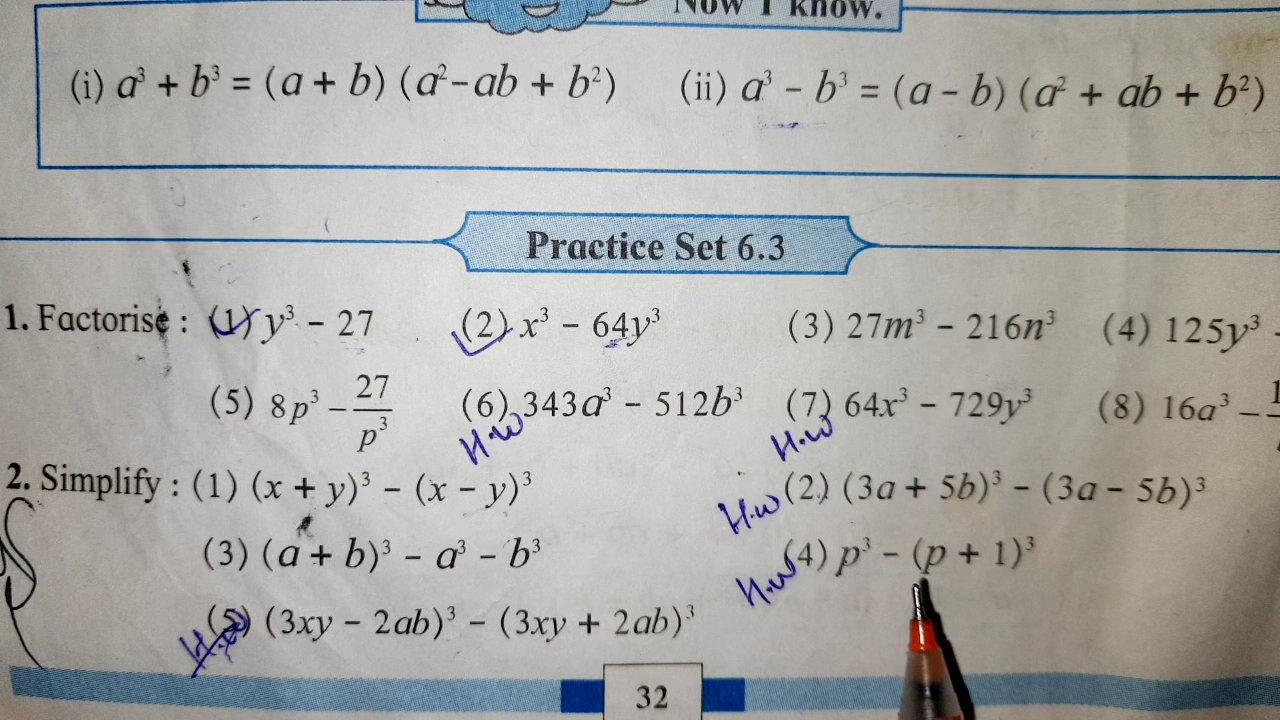 Now I know.
(i) a³ + b³ = (a + b) (a² – ab + b²) (ii) a³ – b³ = (a – b) (a² + ab + b²)
Practice Set 6.3
1. Factorise : (1) y³ – 27 (2) x³ – 64y³ (3) 27m³ – 216n³ (4) 125y³ –
(5) 8p³ – 27/p³ (6) 343a³ – 512b³ (7) 64x³ – 729y³ (8) 16a³ –
H.W H.W
2. Simplify : (1) (x + y)³ – (x – y)³ H.W (2) (3a + 5b)³ – (3a – 5b)³
(3) (a + b)³ – a³ – b³ H.W (4) p³ – (p + 1)³
H.W (5) (3xy – 2ab)³ – (3xy + 2ab)³
32